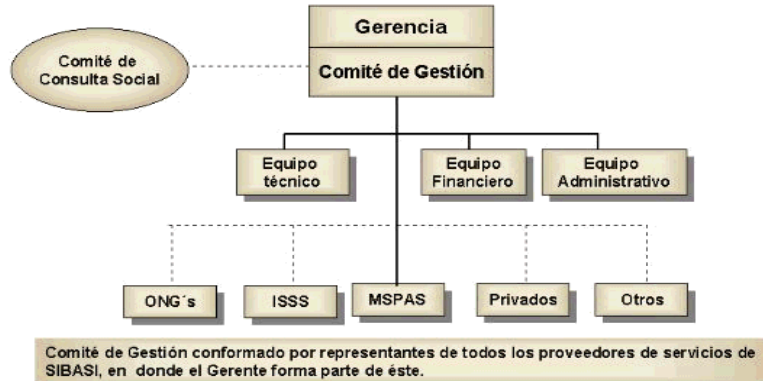 Gerencia
Comité de
Consulta Social
Comité de Gestión
Equipo
técnico
Equipo
Financiero
Equipo
Administrativo
ONG´s
ISSS
MSPAS
Privados
Otros
Comité de Gestión conformado por representantes de todos los proveedores de servicios de
SIBASI, en donde el Gerente forma parte de éste.